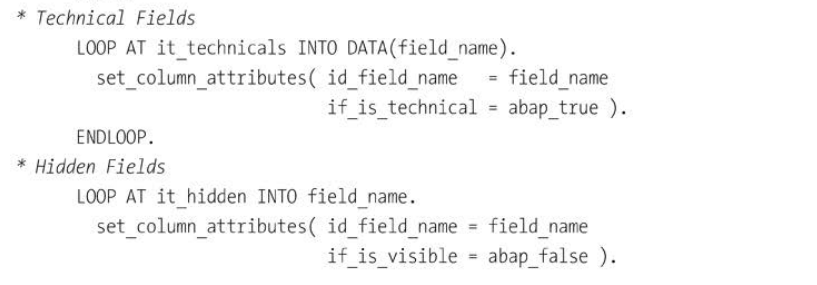 * Technical Fields
LOOP AT it_technicals INTO DATA(field_name).
set_column_attributes( id_field_name = field_name
if_is_technical = abap_true ).
ENDLOOP.
* Hidden Fields
LOOP AT it_hidden INTO field_name.
set_column_attributes( id_field_name = field_name
if_is_visible = abap_false ).